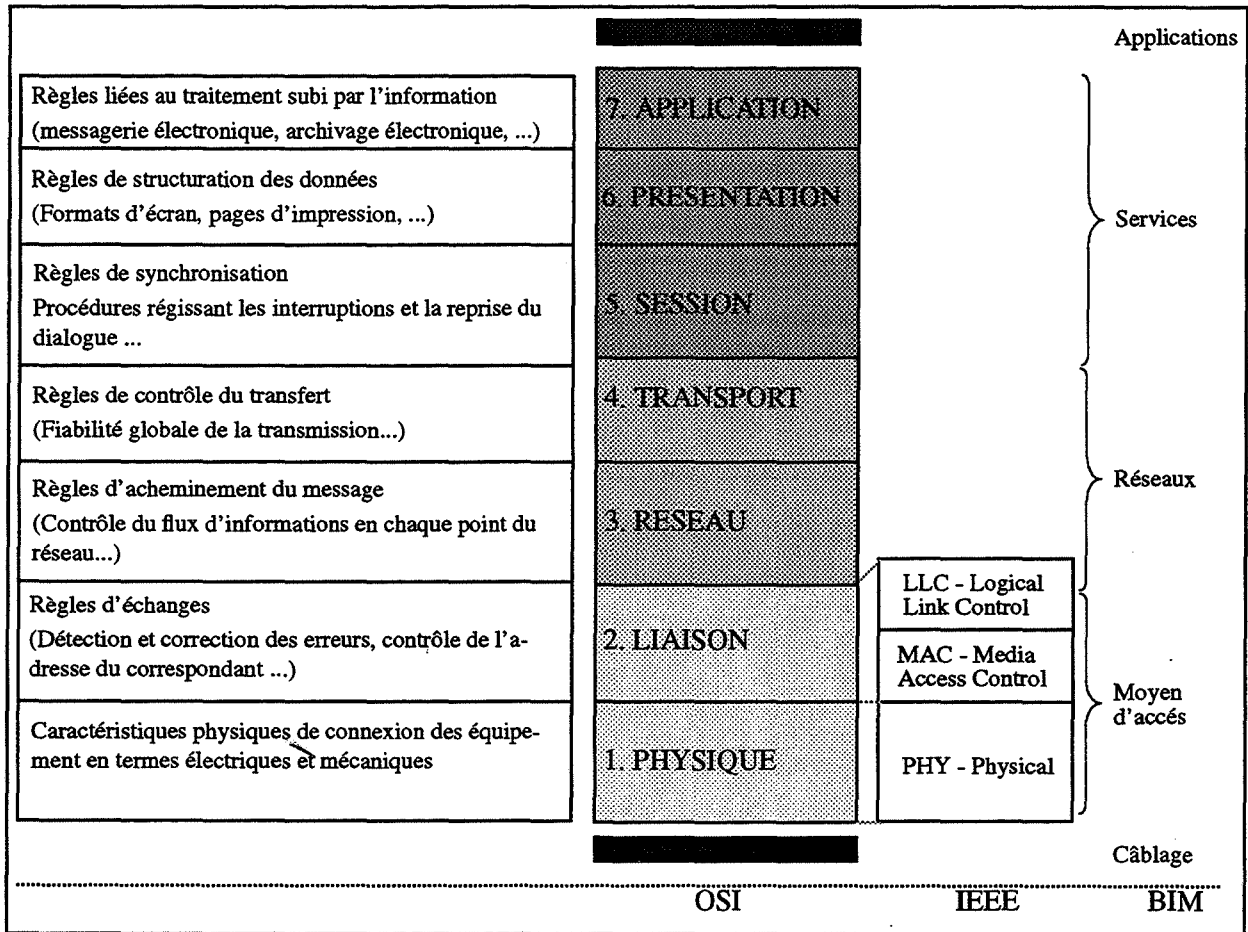 Applications
Règles liées au traitement subi par l'information
(messagerie électronique, archivage électronique, ...)
7. APPLICATION
Règles de structuration des données
(Formats d'écran, pages d'impression, ...)
6. PRESENTATION
Services
Règles de synchronisation
Procédures régissant les interruptions et la reprise du
dialogue ...
5. SESSION
Règles de contrôle du transfert
(Fiabilité globale de la transmission...)
4. TRANSPORT
Règles d'acheminement du message
(Contrôle du flux d'informations en chaque point du
réseau...)
3. RESEAU
Réseaux
LLC - Logical
Link Control
Règles d'échanges
(Détection et correction des erreurs, contrôle de l'a-
dresse du correspondant ...)
2. LIAISON
MAC - Media
Access Control
Moyen
d'accés
Caractéristiques physiques de connexion des équipe-
ment en termes électriques et mécaniques
1. PHYSIQUE
PHY - Physical
Câblage
OSI
IEEE
BIM